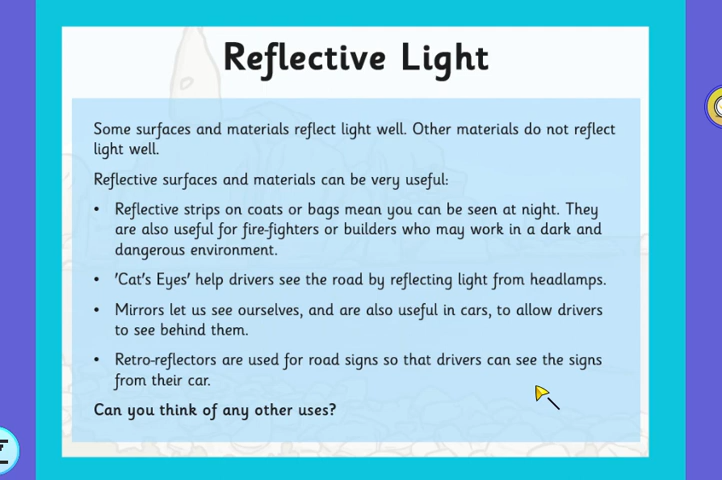 Reflective Light
Some surfaces and materials reflect light well. Other materials do not reflect
light well.
Reflective surfaces and materials can be very useful:
• Reflective strips on coats or bags mean you can be seen at night. They
are also useful for fire-fighters or builders who may work in a dark and
dangerous environment.
• 'Cat's Eyes' help drivers see the road by reflecting light from headlamps.
• Mirrors let us see ourselves, and are also useful in cars, to allow drivers
to see behind them.
• Retro-reflectors are used for road signs so that drivers can see the signs
from their car.
Can you think of any other uses?